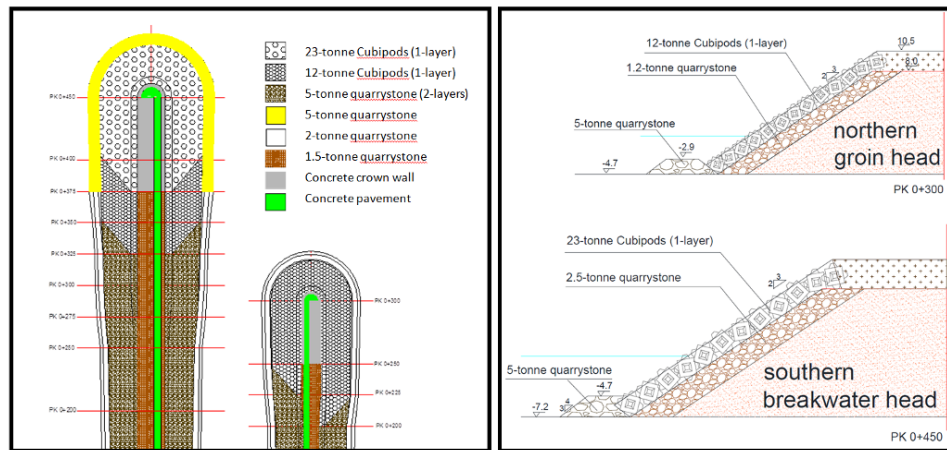 23-tonne Cubipods (1-layer)
12-tonne Cubipods (1-layer)
5-tonne quarrystone (2-layers)
5-tonne quarrystone
2-tonne quarrystone
1.5-tonne quarrystone
Concrete crown wall
Concrete pavement
PK 0+450
PK 0+400
PK 0+375
PK 0+350
PK 0+325
PK 0+300
PK 0+275
PK 0+250
PK 0+200
PK 0+300
PK 0+250
PK 0+225
PK 0+200
12-tonne Cubipods (1-layer)
1.2-tonne quarrystone
5-tonne quarrystone
10.5
8.0
3
2
-2.9
-4.7
northern
groin head
PK 0+300
23-tonne Cubipods (1-layer)
2.5-tonne quarrystone
5-tonne quarrystone
3
2
-4.7
-7.2
4
3
southern
breakwater head
PK 0+450